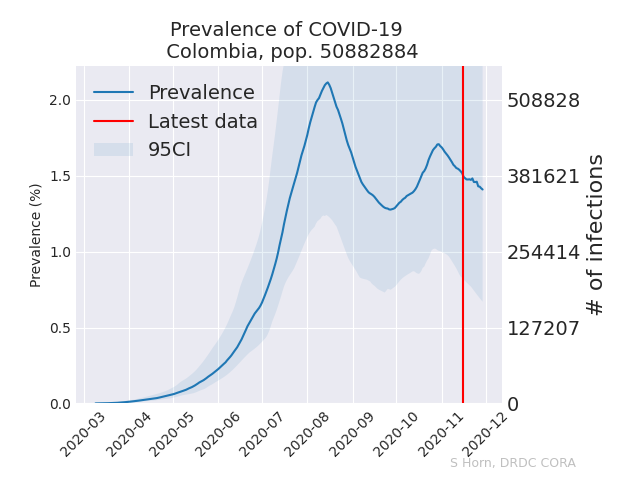 Prevalence of COVID-19
Colombia, pop. 50882884
Prevalence
Latest data
95CI
Prevalence (%)
2.0
1.5
1.0
0.5
0.0
508828
381621
254414
127207
0
# of infections
2020-03
2020-04
2020-05
2020-06
2020-07
2020-08
2020-09
2020-10
2020-11
2020-12
S Horn, DRDC CORA